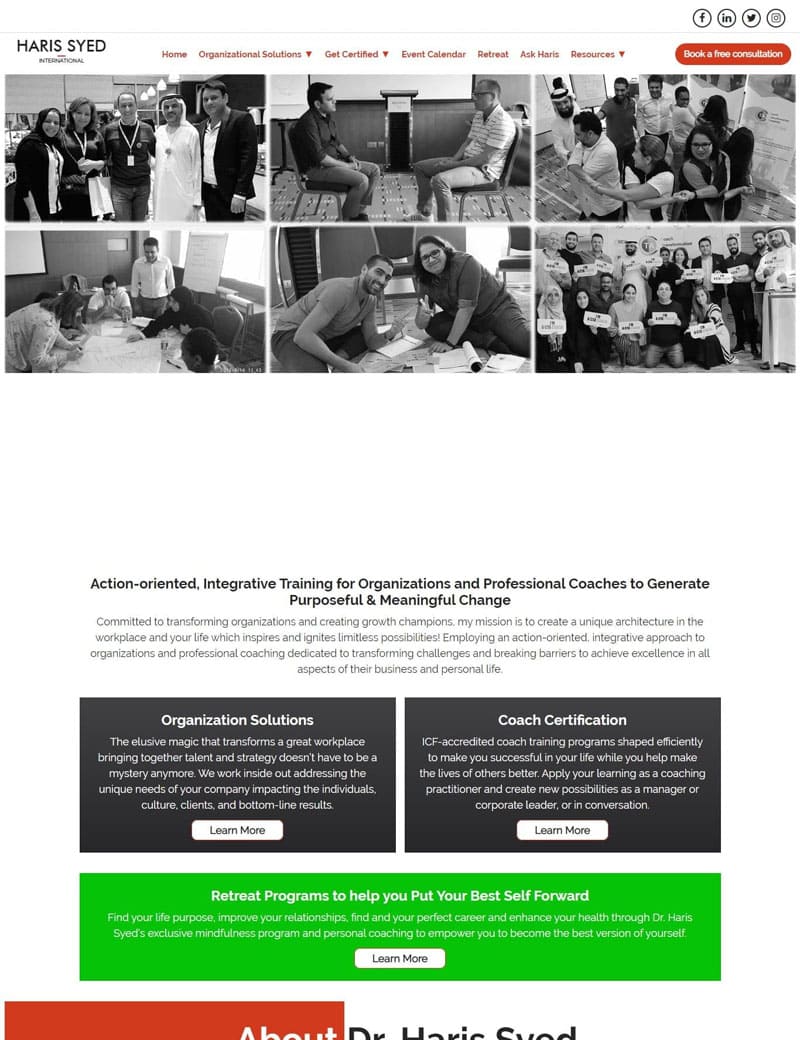 HARIS SYED
INTERNATIONAL
Home Organizational Solutions ▼ Get Certified ▼ Event Calendar Retreat Ask Haris Resources ▼
Book a free consultation
Action-oriented, Integrative Training for Organizations and Professional Coaches to Generate
Purposeful & Meaningful Change
Committed to transforming organizations and creating growth champions, my mission is to create a unique architecture in the
workplace and your life which inspires and ignites limitless possibilities! Employing an action-oriented, integrative approach to
organizations and professional coaching dedicated to transforming challenges and breaking barriers to achieve excellence in all
aspects of their business and personal life.
Organization Solutions
The elusive magic that transforms a great workplace
bringing together talent and strategy doesn't have to be a
mystery anymore. We work inside out addressing the
unique needs of your company impacting the individuals,
culture, clients, and bottom-line results.
Learn More
Coach Certification
ICF-accredited coach training programs shaped efficiently
to make you successful in your life while you help make
the lives of others better. Apply your learning as a coaching
practitioner and create new possibilities as a manager or
corporate leader, or in conversation.
Learn More
Retreat Programs to help you Put Your Best Self Forward
Find your life purpose, improve your relationships, find and your perfect career and enhance your health through Dr. Haris
Syed's exclusive mindfulness program and personal coaching to empower you to become the best version of yourself.
Learn More
About Dr. Haris Syed